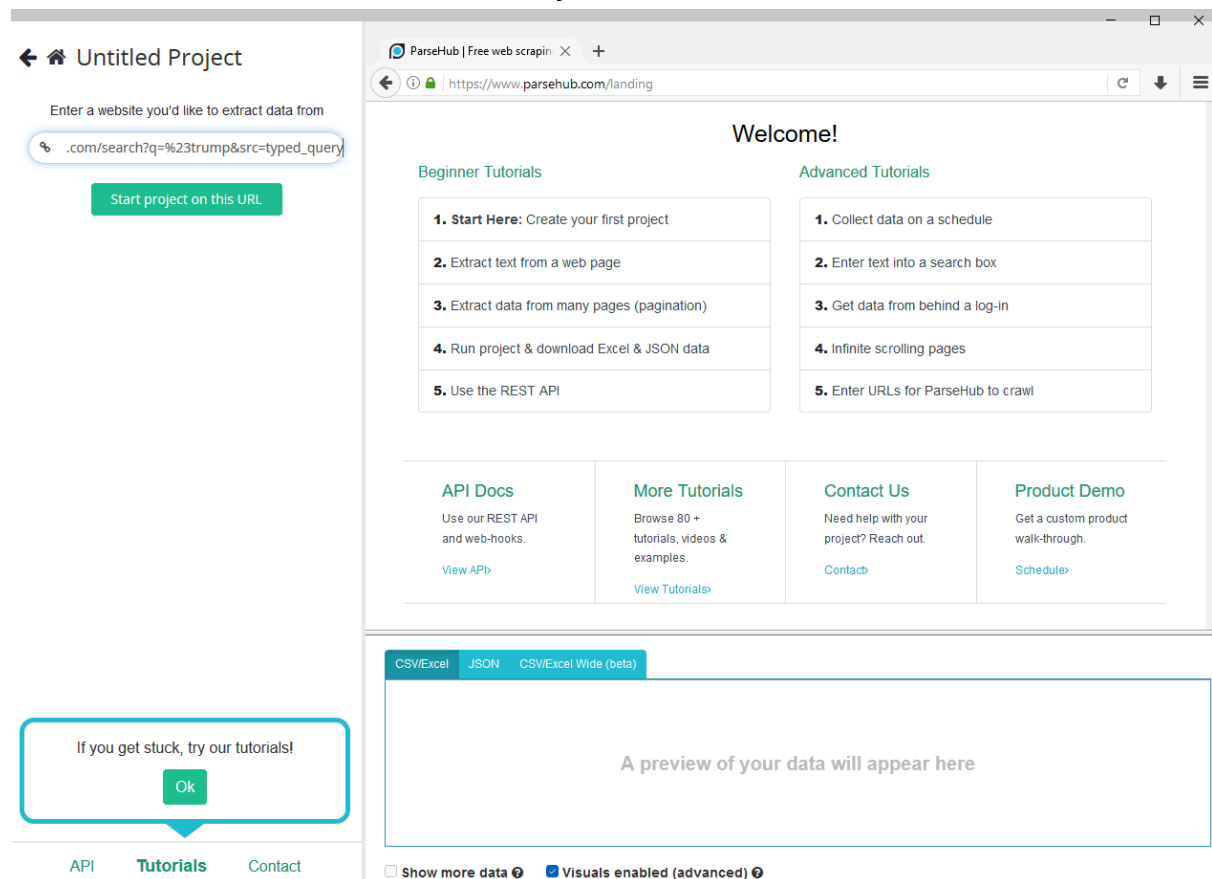 Untitled Project
Enter a website you'd like to extract data from
.com/search?q=%23trump&src=typed_query
Start project on this URL
If you get stuck, try our tutorials!
Ok
API Tutorials Contact
ParseHub | Free web scrapin
https://www.parsehub.com/landing
Welcome!
Beginner Tutorials
1. Start Here: Create your first project
2. Extract text from a web page
3. Extract data from many pages (pagination)
4. Run project & download Excel & JSON data
5. Use the REST API
Advanced Tutorials
1. Collect data on a schedule
2. Enter text into a search box
3. Get data from behind a log-in
4. Infinite scrolling pages
5. Enter URLs for ParseHub to crawl
API Docs
Use our REST API
and web-hooks.
View API›
More Tutorials
Browse 80 +
tutorials, videos &
examples.
View Tutorials›
Contact Us
Need help with your
project? Reach out.
Contact›
Product Demo
Get a custom product
walk-through.
Schedule›
CSV/Excel JSON CSV/Excel Wide (beta)
A preview of your data will appear here
Show more data Visuals enabled (advanced)